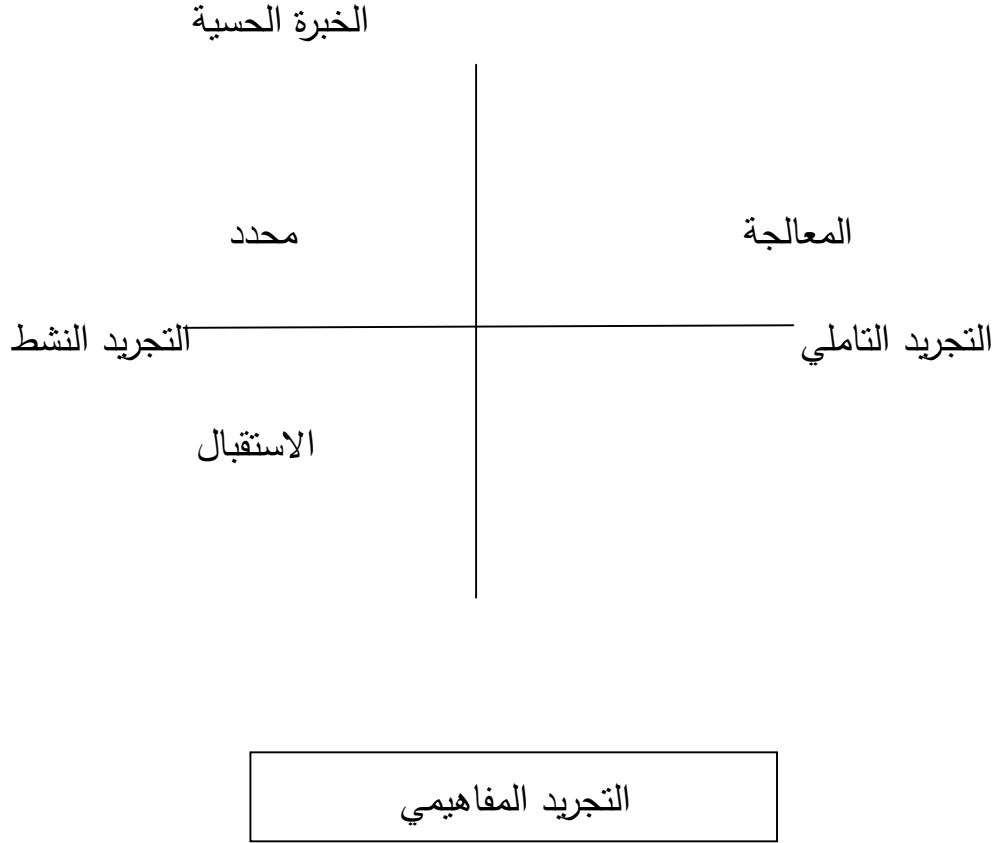 الخبرة الحسية
المعالجة
محدد
التجريد التاملي
التجريد النشط
الاستقبال
التجريد المفاهيمي